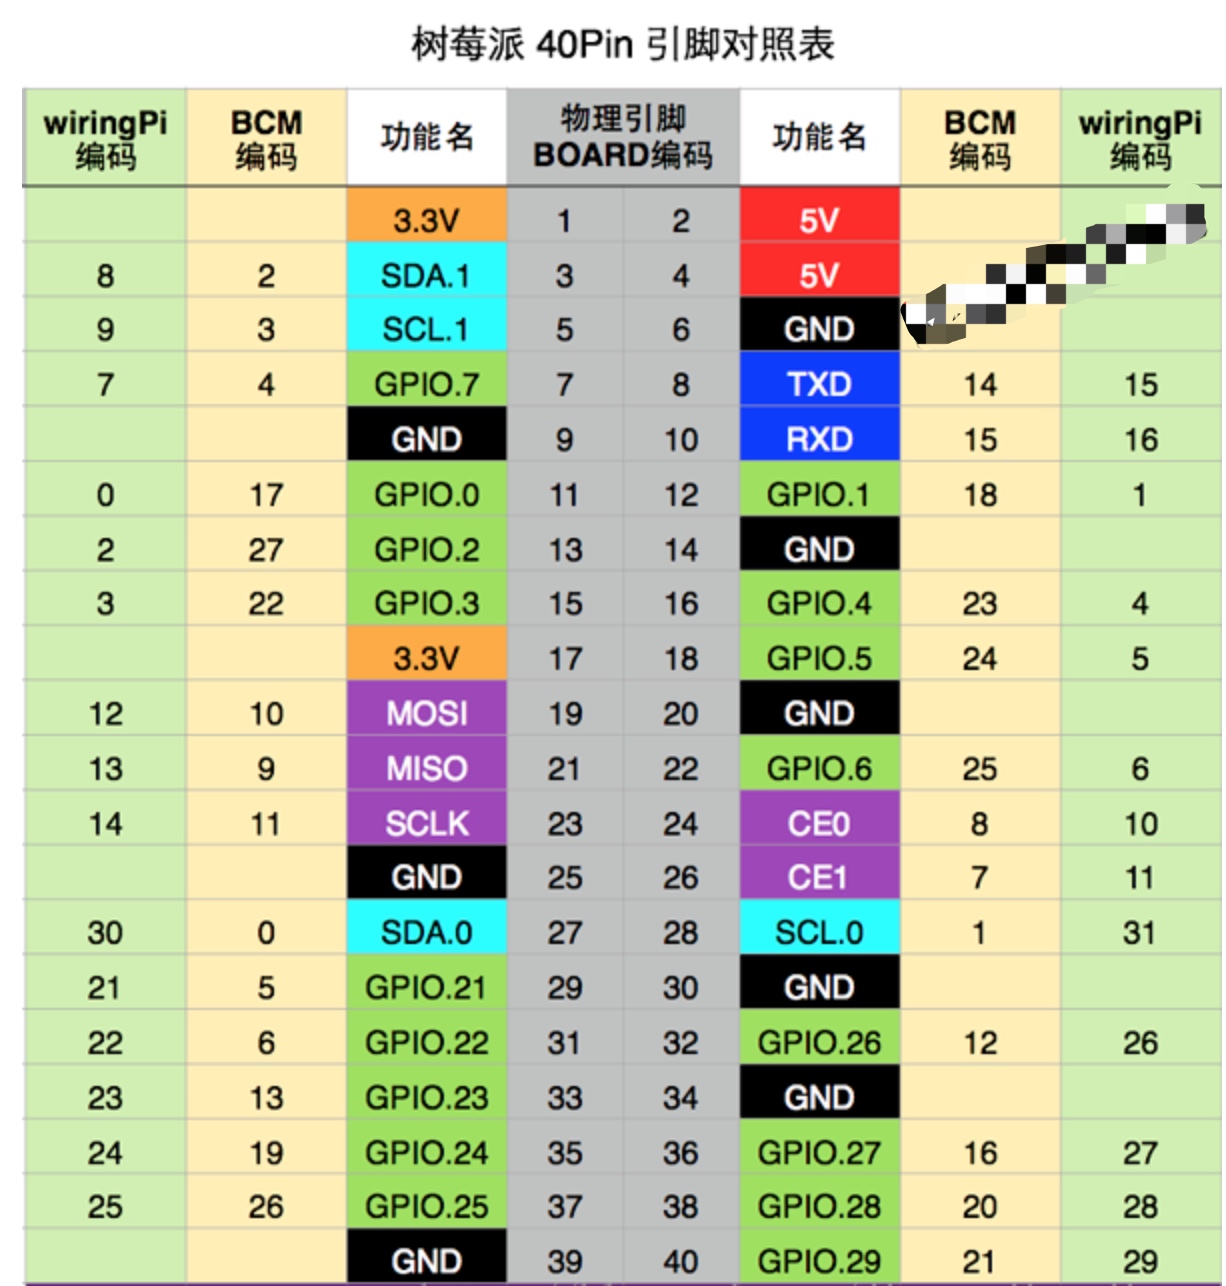 树莓派 40Pin 引脚对照表
wiringPi 编码 BCM 编码 功能名 物理引脚 BOARD编码 功能名 BCM 编码 wiringPi 编码
3.3V 1 2 5V
8 2 SDA.1 3 4 5V
9 3 SCL.1 5 6 GND
7 4 GPIO.7 7 8 TXD 14 15
GND 9 10 RXD 15 16
0 17 GPIO.0 11 12 GPIO.1 18 1
2 27 GPIO.2 13 14 GND
3 22 GPIO.3 15 16 GPIO.4 23 4
3.3V 17 18 GPIO.5 24 5
12 10 MOSI 19 20 GND
13 9 MISO 21 22 GPIO.6 25 6
14 11 SCLK 23 24 CE0 8 10
GND 25 26 CE1 7 11
30 0 SDA.0 27 28 SCL.0 1 31
21 5 GPIO.21 29 30 GND
22 6 GPIO.22 31 32 GPIO.26 12 26
23 13 GPIO.23 33 34 GND
24 19 GPIO.24 35 36 GPIO.27 16 27
25 26 GPIO.25 37 38 GPIO.28 20 28
GND 39 40 GPIO.29 21 29